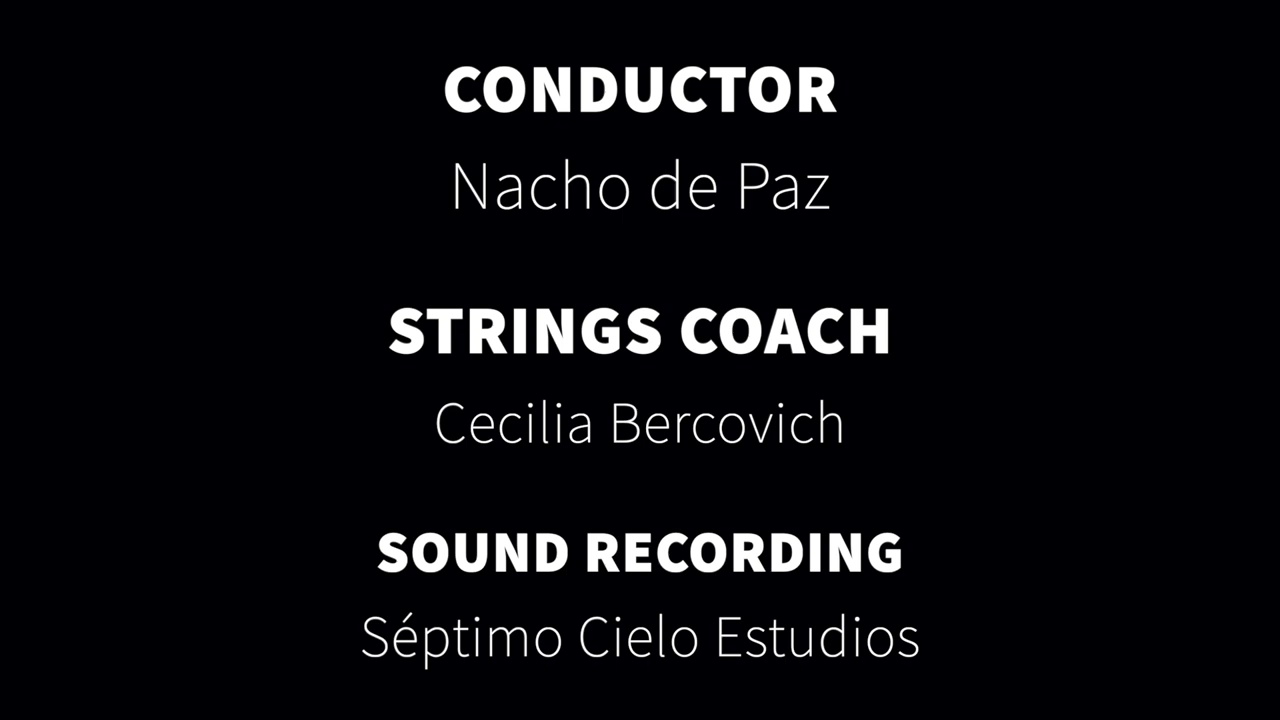 CONDUCTOR
Nacho de Paz
STRINGS COACH
Cecilia Bercovich
SOUND RECORDING
Séptimo Cielo Estudios